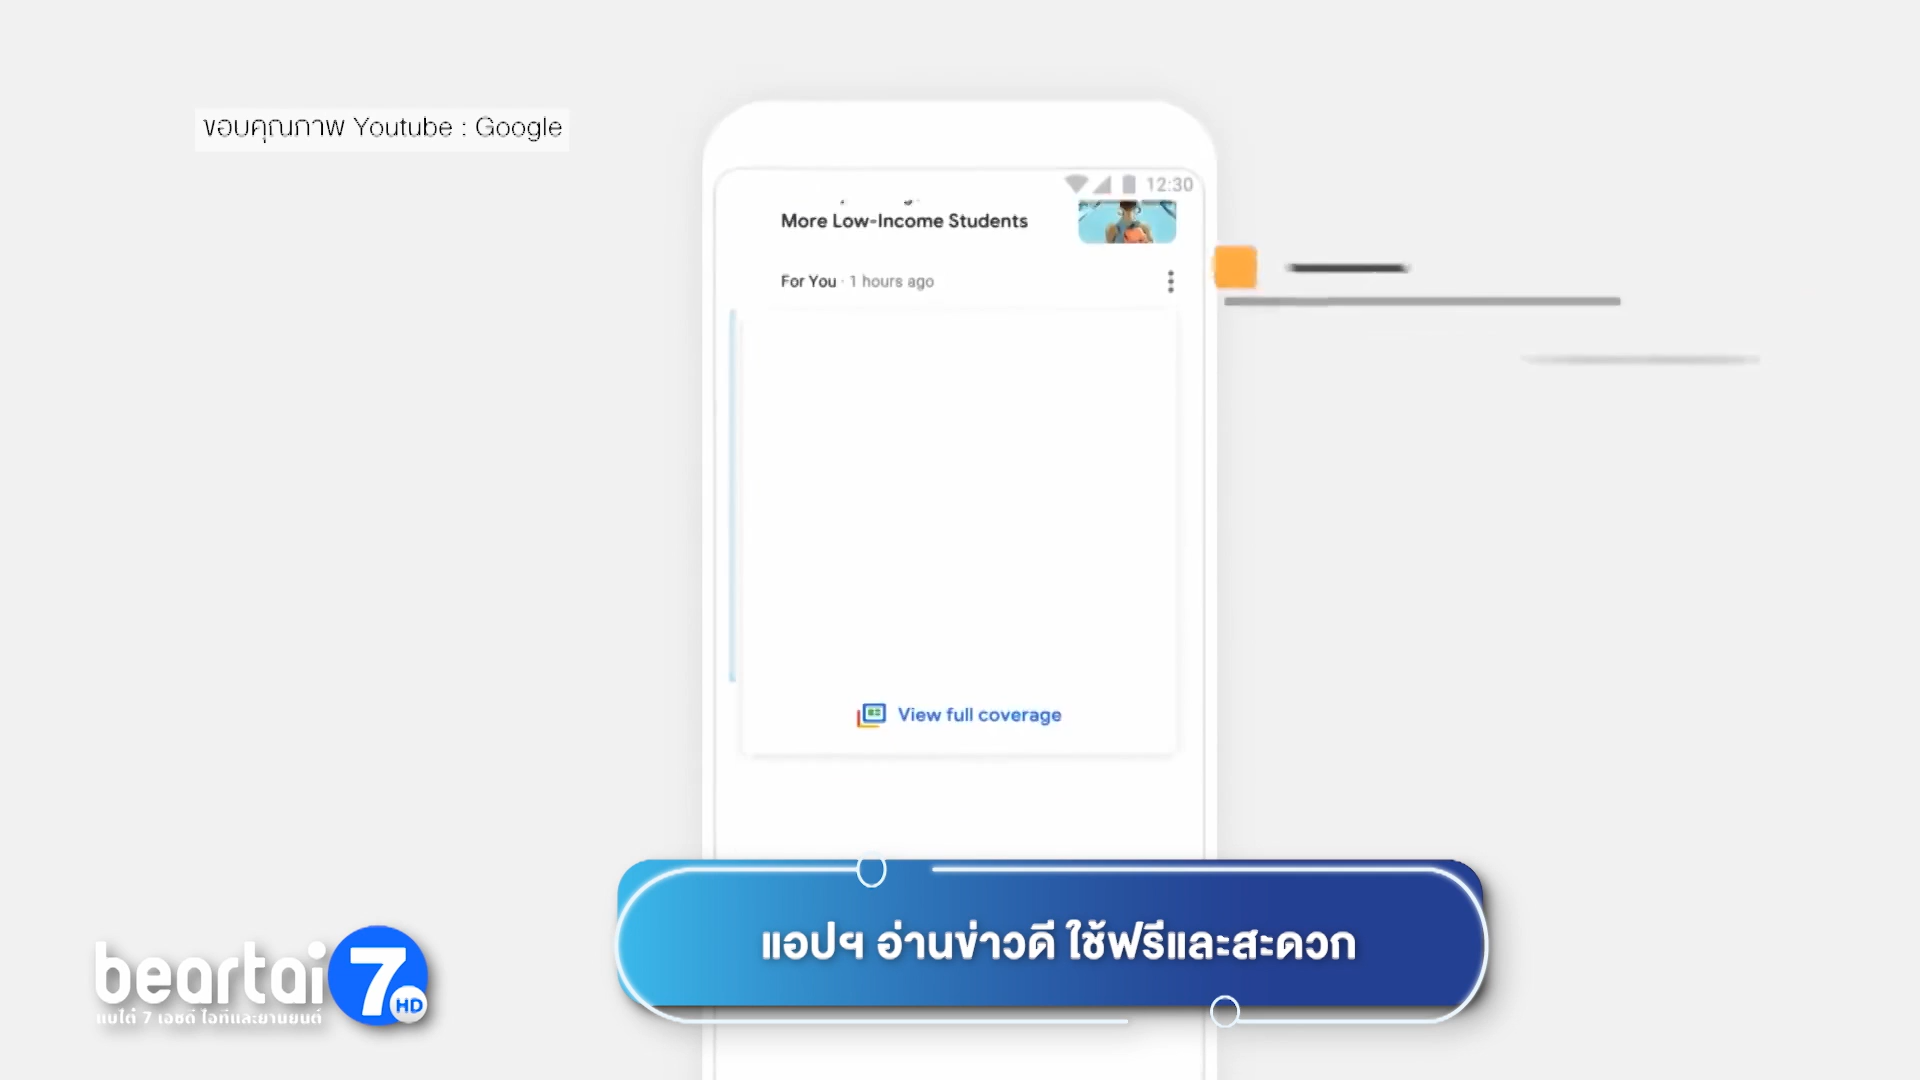 ขอบคุณภาพ Youtube : Google
12:30
More Low-Income Students
For You · 1 hours ago
View full coverage
แอปฯ อ่านข่าวดี ใช้ฟรีและสะดวก
beartai 7 HD
แบไต๋ 7 เอชดี ไอทีและยานยนต์